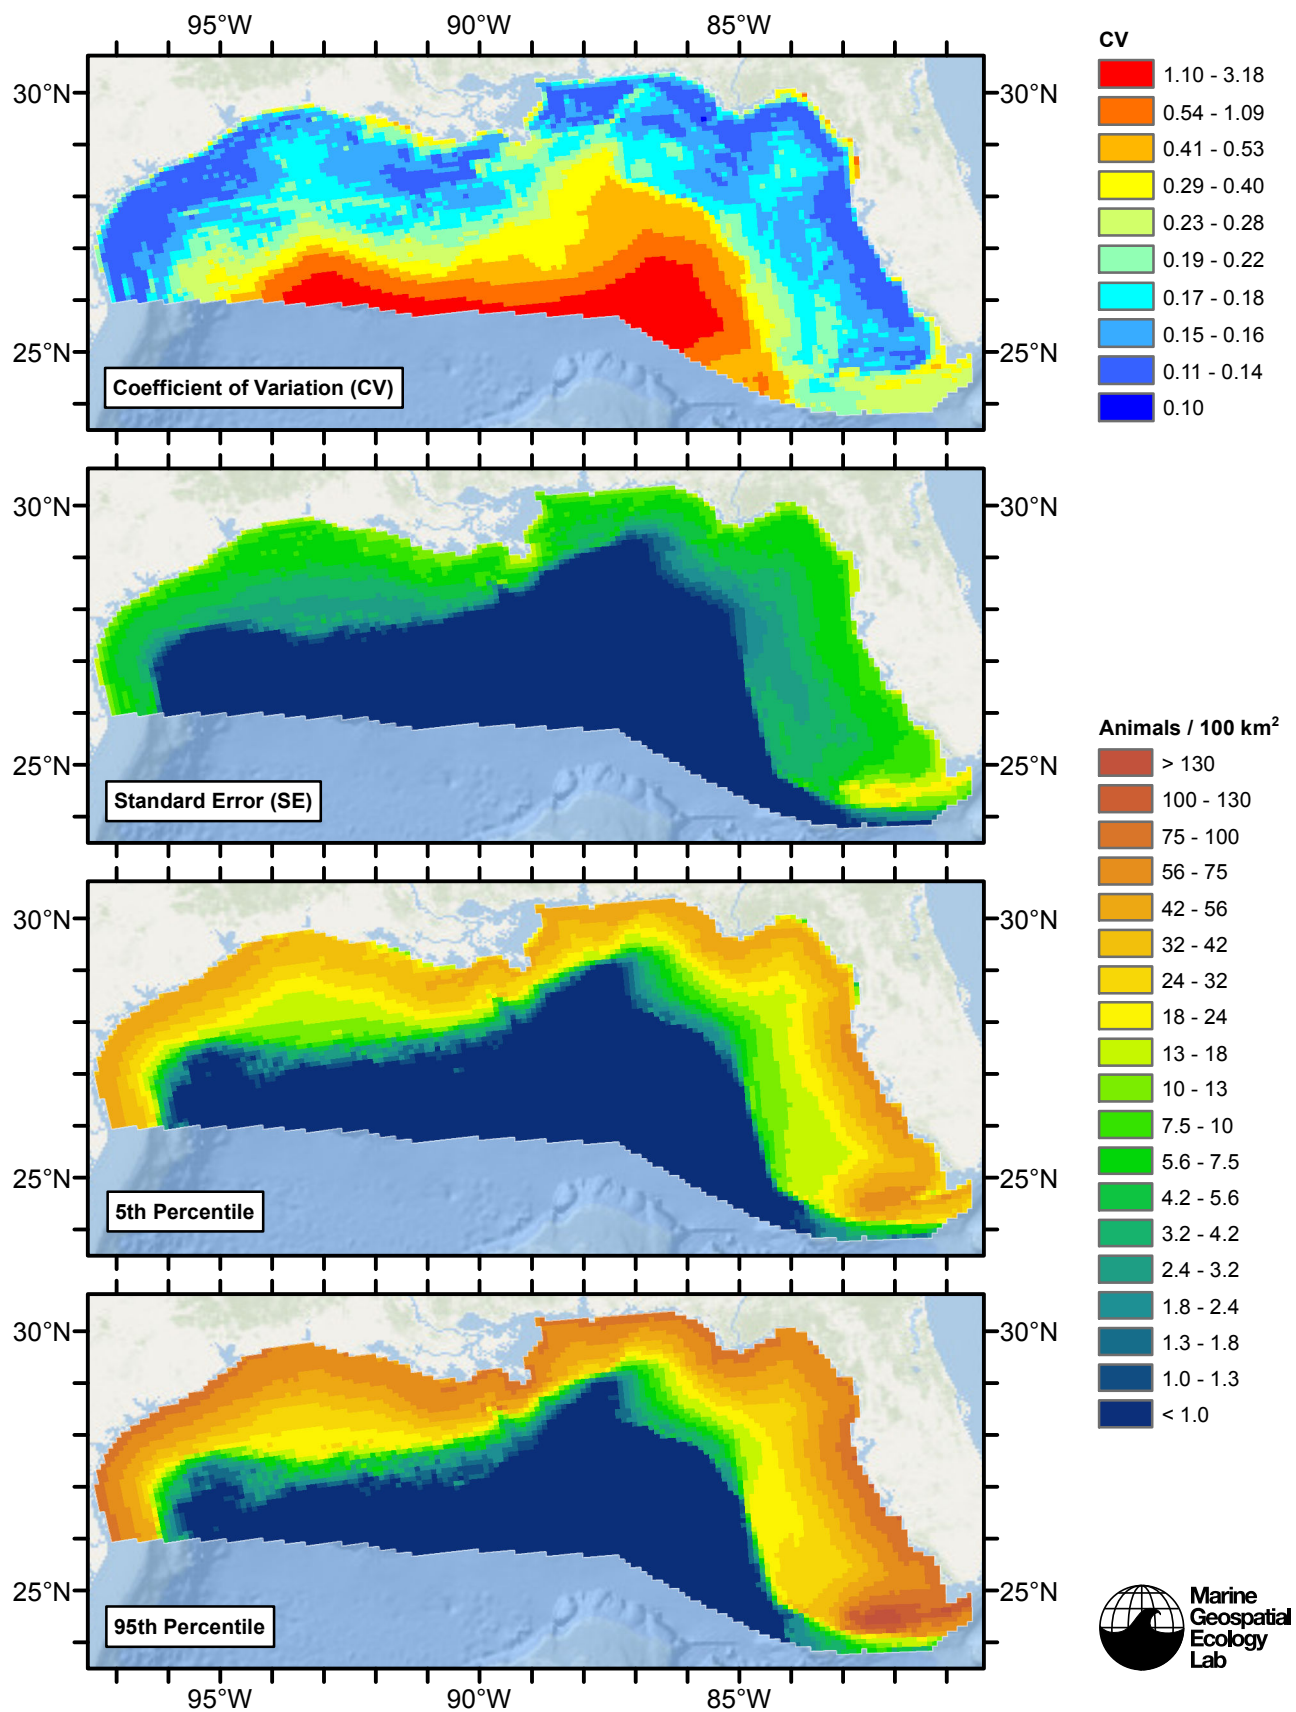 95°W 90°W 85°W
30°N 30°N
25°N 25°N
Coefficient of Variation (CV)
CV
1.10 - 3.18
0.54 - 1.09
0.41 - 0.53
0.29 - 0.40
0.23 - 0.28
0.19 - 0.22
0.17 - 0.18
0.15 - 0.16
0.11 - 0.14
0.10
30°N 30°N
25°N 25°N
Standard Error (SE)
Animals / 100 km²
> 130
100 - 130
75 - 100
56 - 75
42 - 56
32 - 42
24 - 32
18 - 24
13 - 18
10 - 13
7.5 - 10
5.6 - 7.5
4.2 - 5.6
3.2 - 4.2
2.4 - 3.2
1.8 - 2.4
1.3 - 1.8
1.0 - 1.3
< 1.0
30°N 30°N
25°N 25°N
5th Percentile
30°N 30°N
25°N 25°N
95th Percentile
95°W 90°W 85°W
Marine
Geospatial
Ecology
Lab